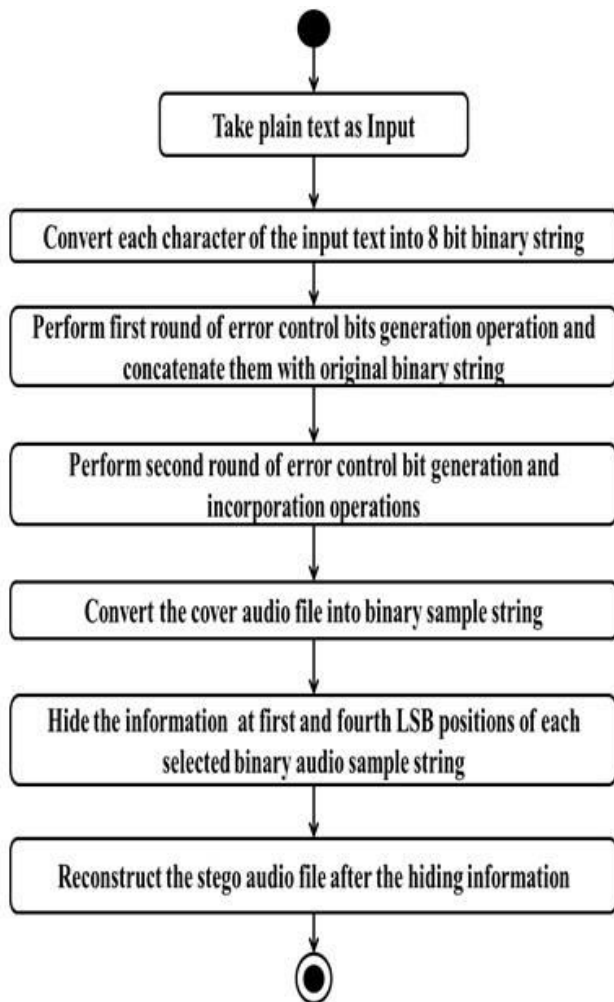 Take plain text as Input
Convert each character of the input text into 8 bit binary string
Perform first round of error control bits generation operation and
concatenate them with original binary string
Perform second round of error control bit generation and
incorporation operations
Convert the cover audio file into binary sample string
Hide the information at first and fourth LSB positions of each
selected binary audio sample string
Reconstruct the stego audio file after the hiding information